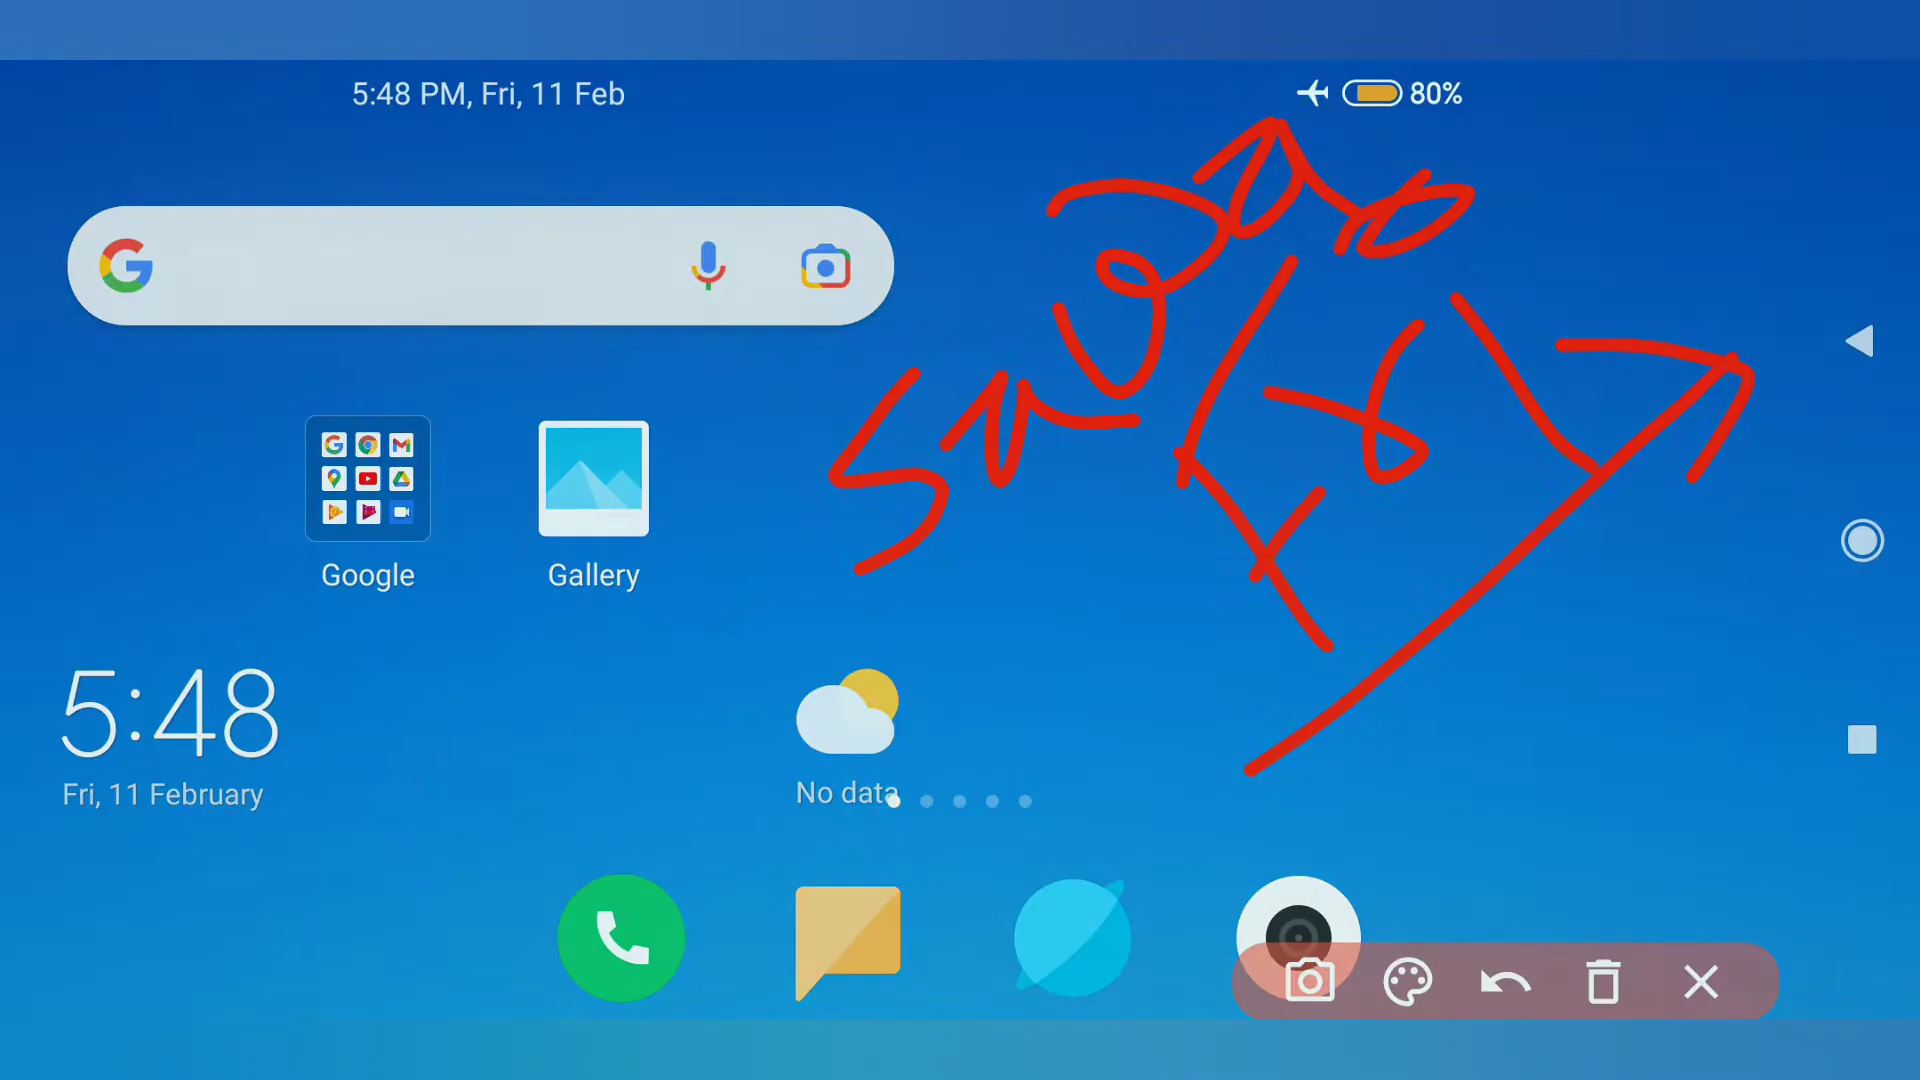 5:48 PM, Fri, 11 Feb
80%
Google
Gallery
5:48
Fri, 11 February
No data